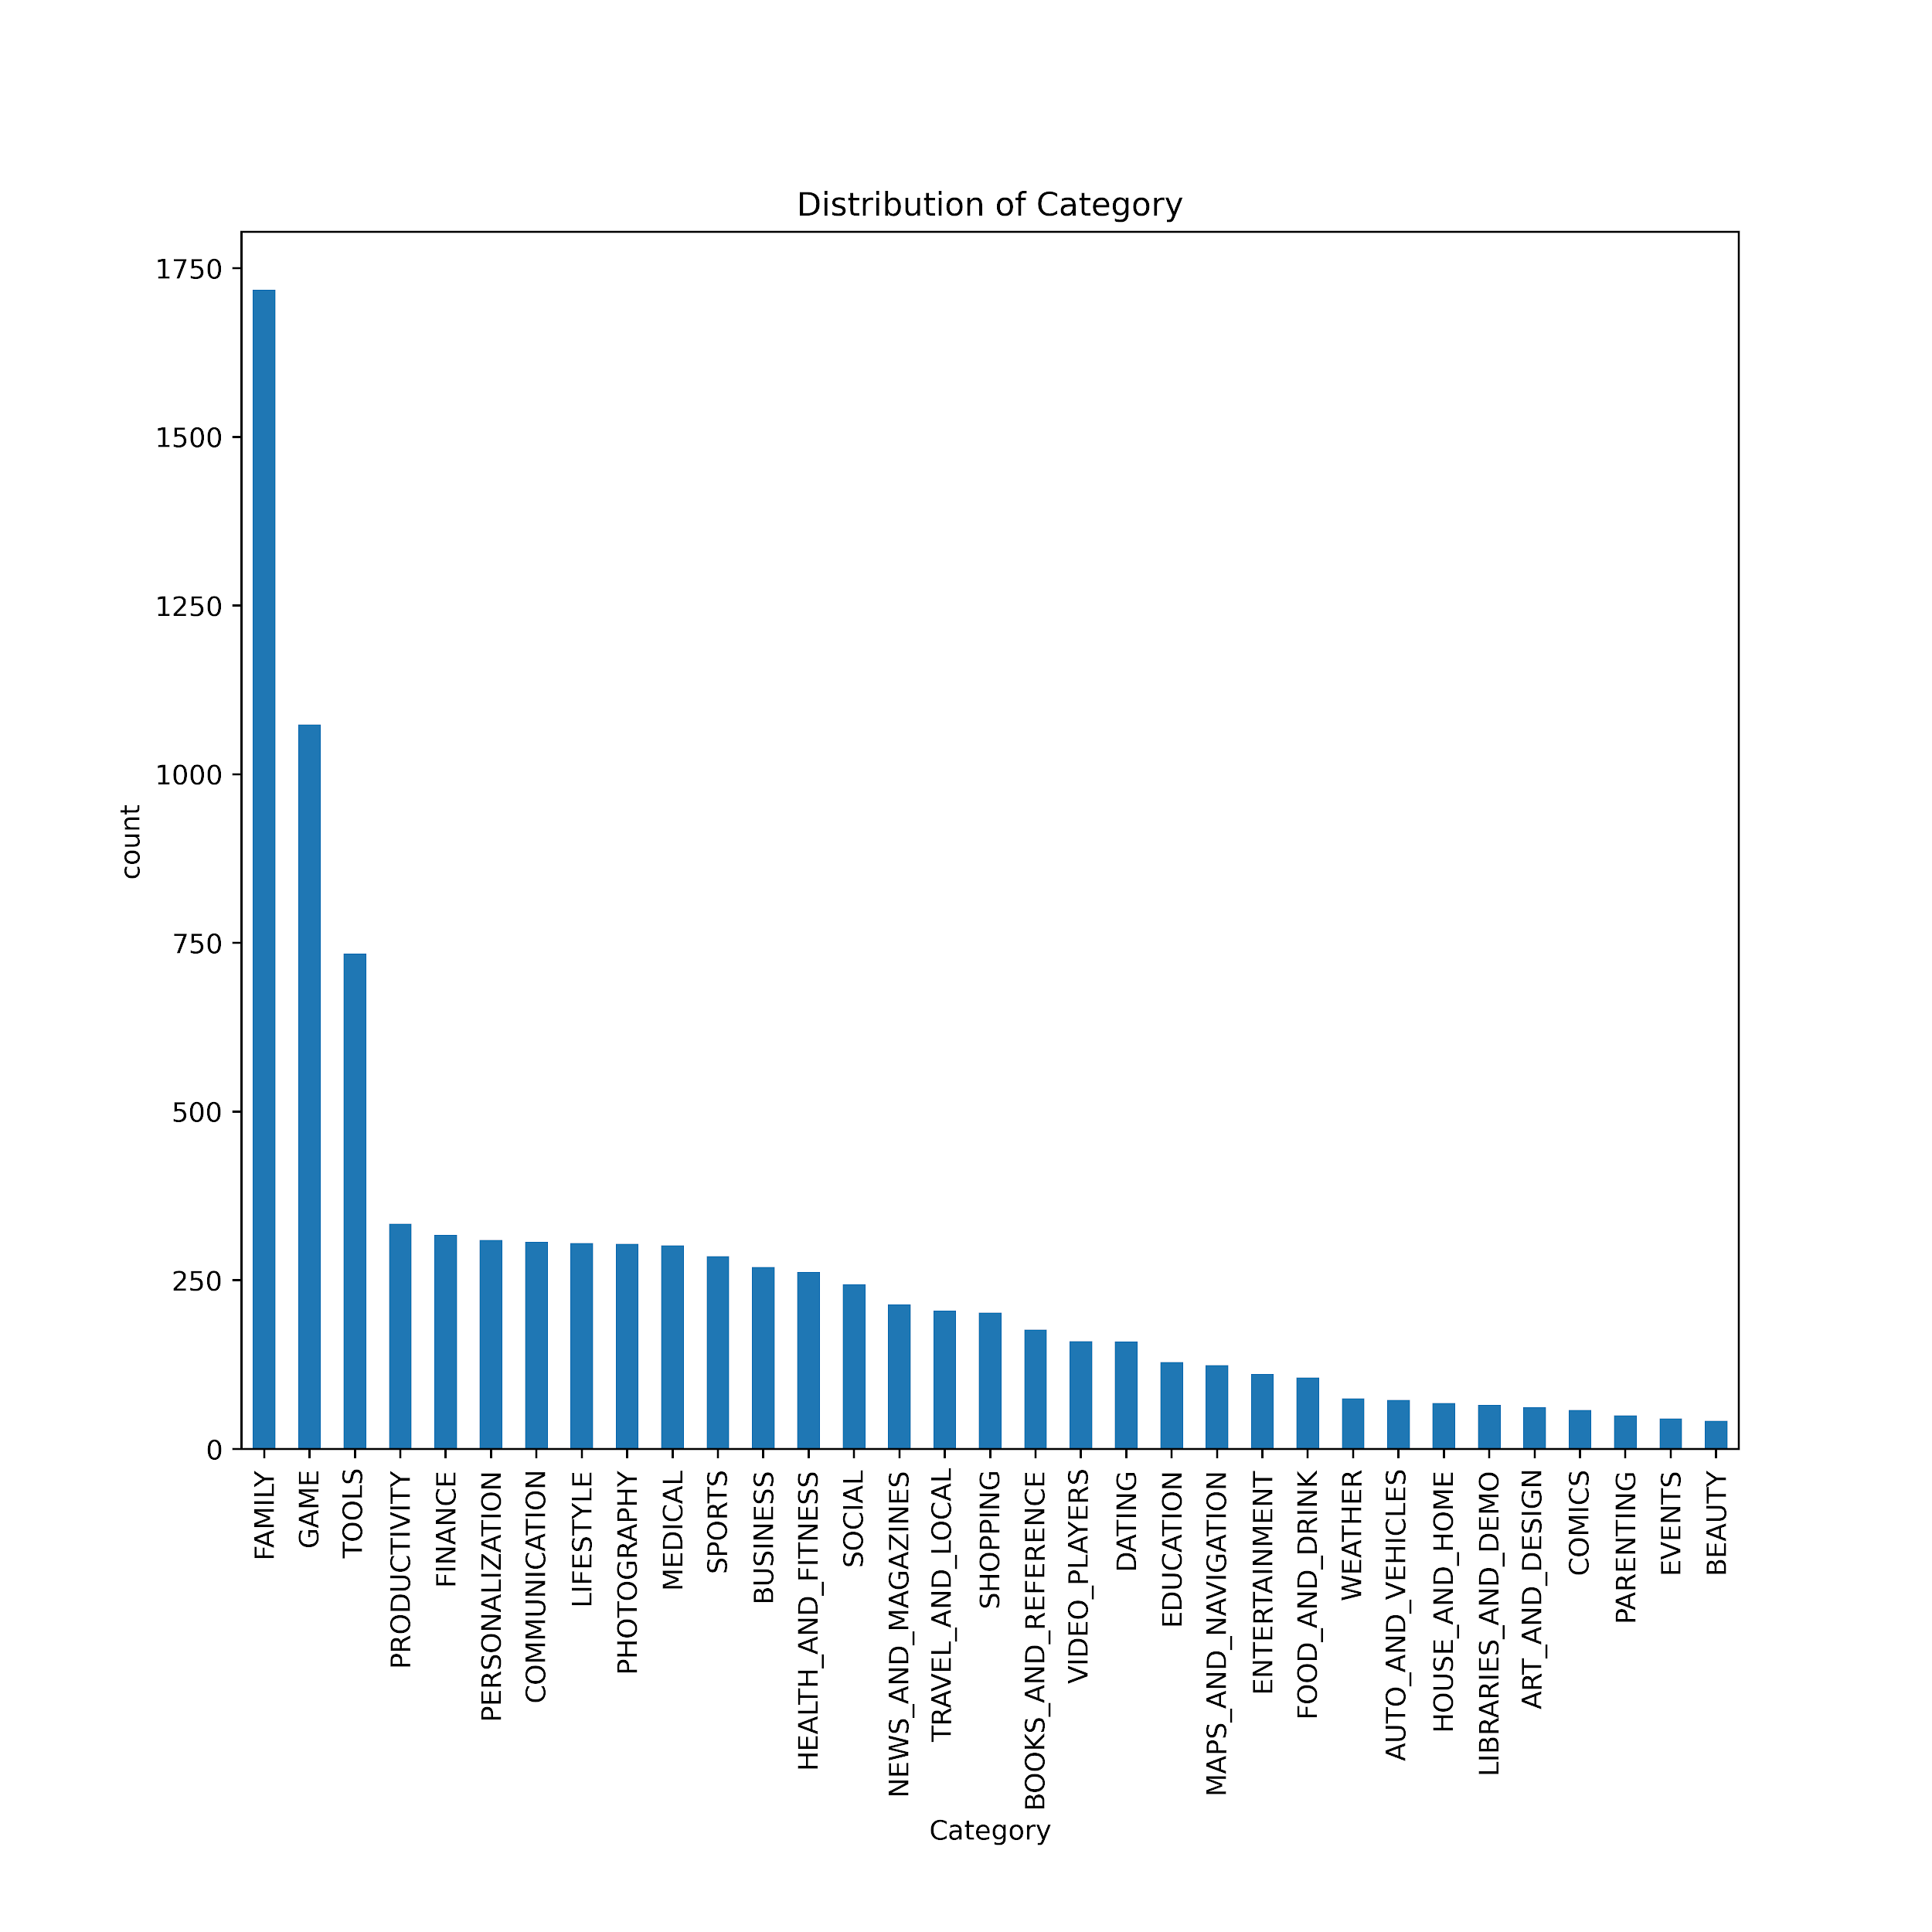 Distribution of Category
1750
1500
1250
1000
750
500
250
0
count
FAMILY
GAME
TOOLS
PRODUCTIVITY
FINANCE
PERSONALIZATION
COMMUNICATION
LIFESTYLE
PHOTOGRAPHY
MEDICAL
SPORTS
BUSINESS
HEALTH_AND_FITNESS
SOCIAL
NEWS_AND_MAGAZINES
TRAVEL_AND_LOCAL
SHOPPING
BOOKS_AND_REFERENCE
VIDEO_PLAYERS
DATING
EDUCATION
MAPS_AND_NAVIGATION
ENTERTAINMENT
FOOD_AND_DRINK
WEATHER
AUTO_AND_VEHICLES
HOUSE_AND_HOME
LIBRARIES_AND_DEMO
ART_AND_DESIGN
COMICS
PARENTING
EVENTS
BEAUTY
Category